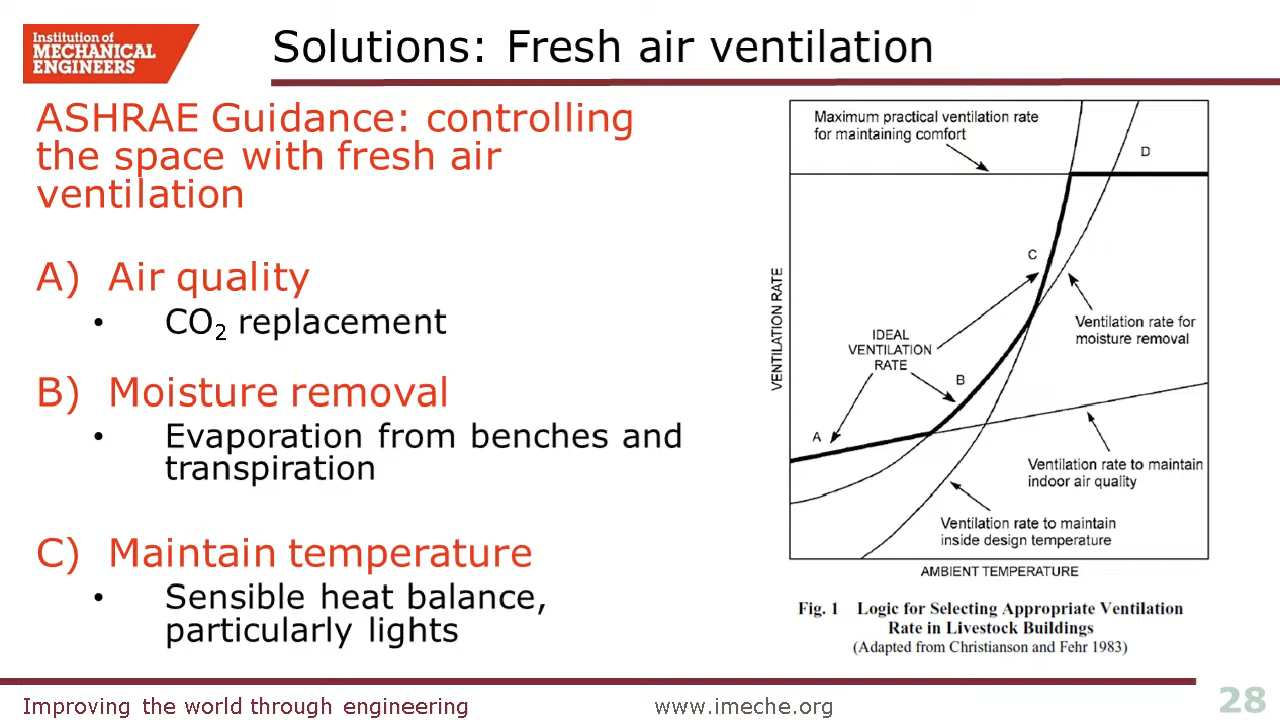 Institution of
MECHANICAL
ENGINEERS
Solutions: Fresh air ventilation
ASHRAE Guidance: controlling
the space with fresh air
ventilation
A) Air quality
• CO₂ replacement
B) Moisture removal
• Evaporation from benches and
transpiration
C) Maintain temperature
• Sensible heat balance,
particularly lights
Maximum practical ventilation rate
for maintaining comfort
D
C
VENTILATION RATE
IDEAL
VENTILATION
RATE
Ventilation rate for
moisture removal
B
A
Ventilation rate to maintain
indoor air quality
Ventilation rate to maintain
inside design temperature
AMBIENT TEMPERATURE
Fig. 1 Logic for Selecting Appropriate Ventilation
Rate in Livestock Buildings
(Adapted from Christianson and Fehr 1983)
Improving the world through engineering
www.imeche.org
28